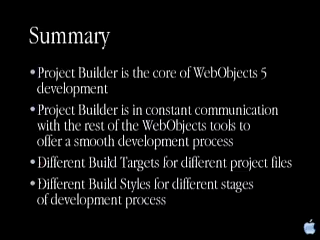 Summary
• Project Builder is the core of WebObjects 5
development
• Project Builder is in constant communication
with the rest of the WebObjects tools to
offer a smooth development process
• Different Build Targets for different project files
• Different Build Styles for different stages
of development process